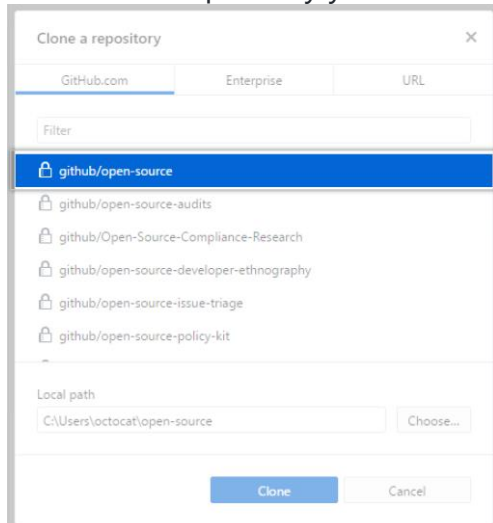 Clone a repository
GitHub.com Enterprise URL
Filter
github/open-source
github/open-source-audits
github/Open-Source-Compliance-Research
github/open-source-developer-ethnography
github/open-source-issue-triage
github/open-source-policy-kit
Local path
C:\Users\octocat\open-source Choose...
Clone Cancel